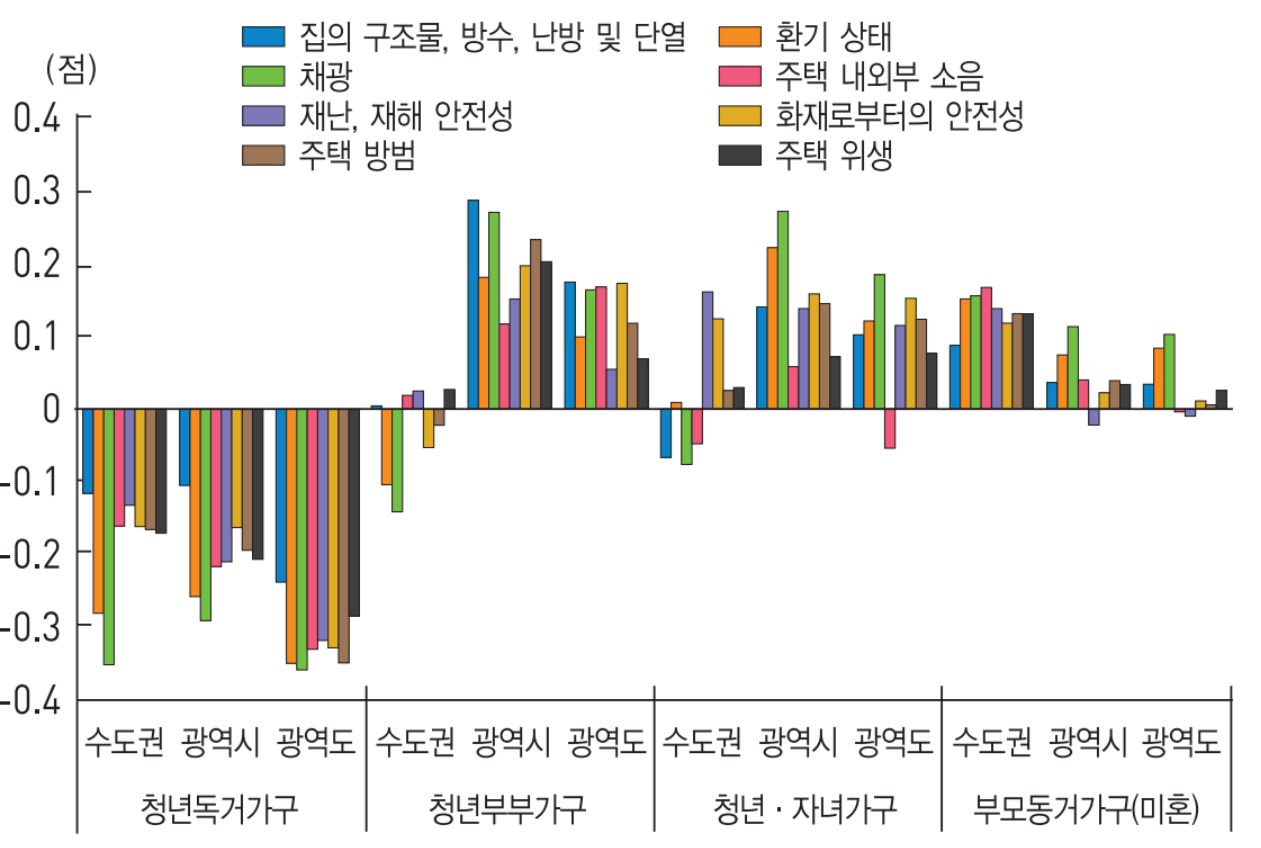 집의 구조물, 방수, 난방 및 단열
환기 상태
채광
주택 내외부 소음
재난, 재해 안전성
화재로부터의 안전성
주택 방범
주택 위생
(점)
0.4
0.3
0.2
0.1
0
-0.1
-0.2
-0.3
-0.4
수도권 광역시 광역도 수도권 광역시 광역도 수도권 광역시 광역도 수도권 광역시 광역도
청년독거가구 청년부부가구 청년 · 자녀가구 부모동거가구(미혼)